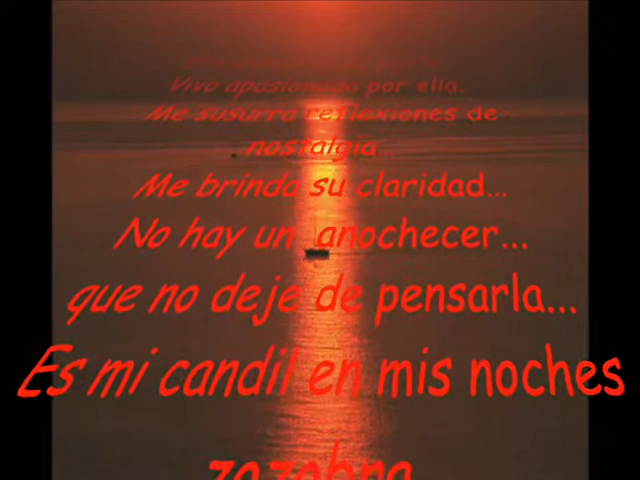 Vivo apasionado por ella..
Me susurra reflexiones de
nostalgia...
Me brinda su claridad...
No hay un anochecer...
que no deje de pensarla...
Es mi candil en mis noches
zozobra